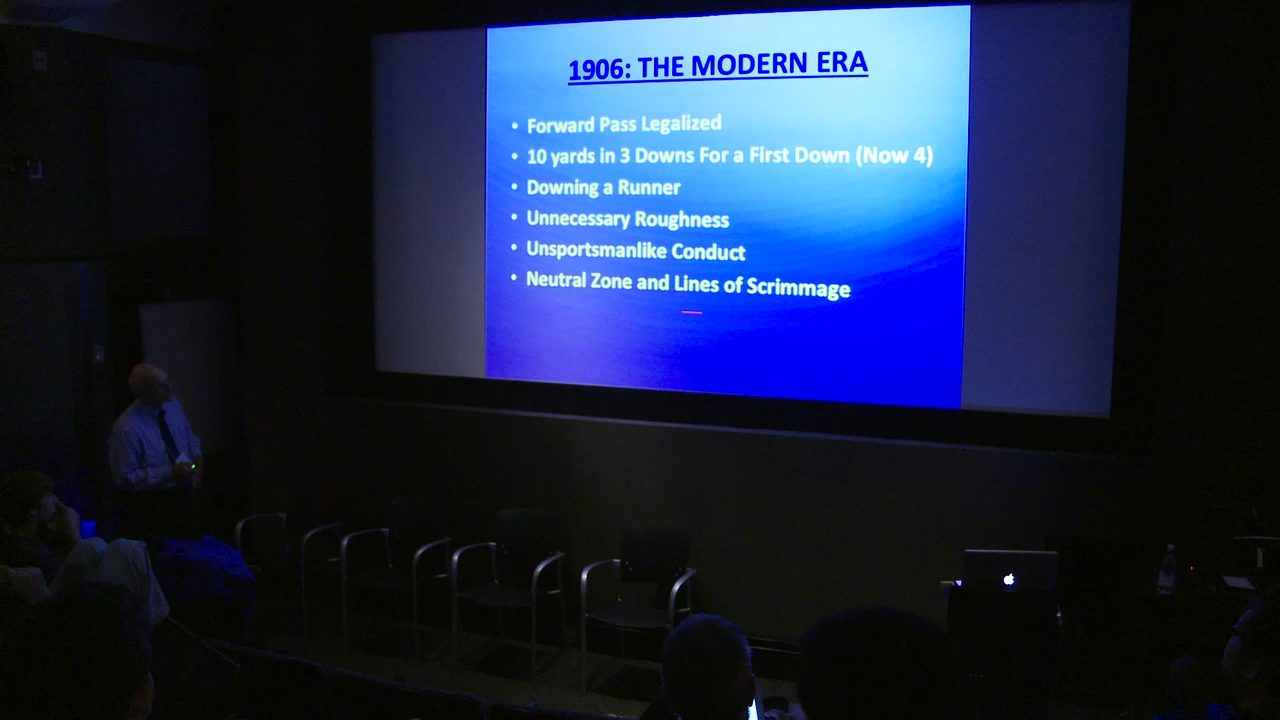 1906: THE MODERN ERA
• Forward Pass Legalized
• 10 yards in 3 Downs For a First Down (Now 4)
• Downing a Runner
• Unnecessary Roughness
• Unsportsmanlike Conduct
• Neutral Zone and Lines of Scrimmage